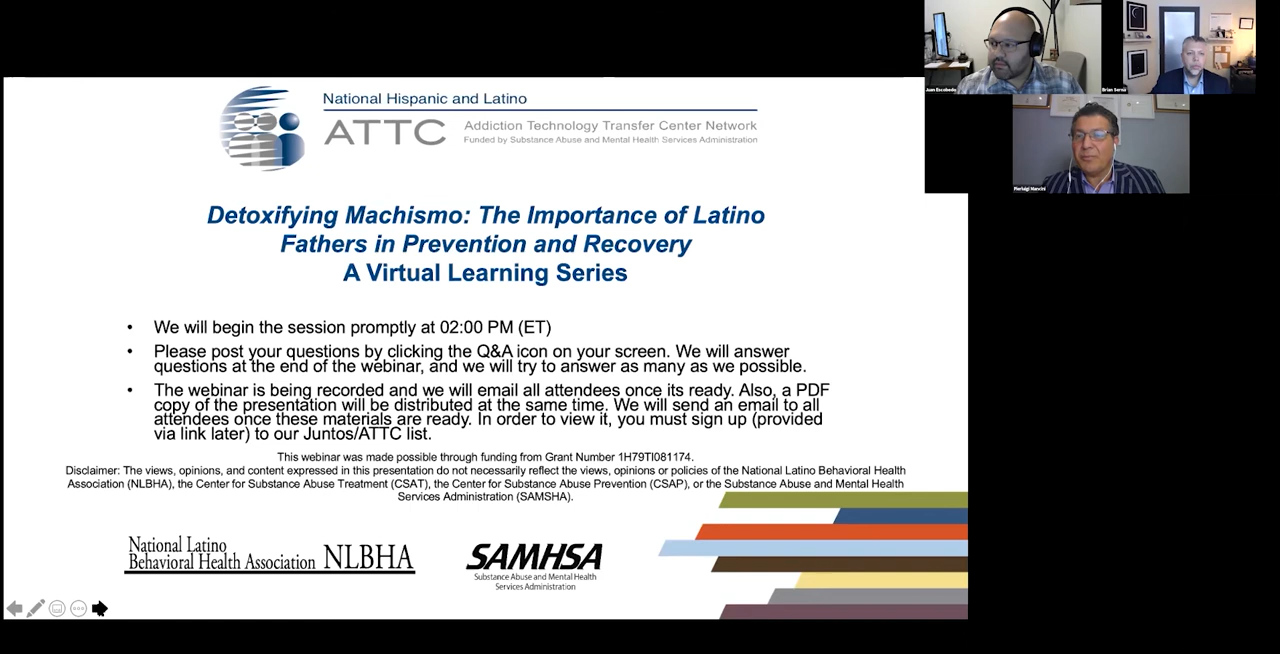 Juan Escobedo
Brian Serna
Pierluigi Mancini
National Hispanic and Latino
ATTC
Addiction Technology Transfer Center Network
Funded by Substance Abuse and Mental Health Services Administration
Detoxifying Machismo: The Importance of Latino
Fathers in Prevention and Recovery
A Virtual Learning Series
• We will begin the session promptly at 02:00 PM (ET)
• Please post your questions by clicking the Q&A icon on your screen. We will answer
questions at the end of the webinar, and we will try to answer as many as we possible.
• The webinar is being recorded and we will email all attendees once its ready. Also, a PDF
copy of the presentation will be distributed at the same time. We will send an email to all
attendees once these materials are ready. In order to view it, you must sign up (provided
via link later) to our Juntos/ATTC list.
This webinar was made possible through funding from Grant Number 1H79TI081174.
Disclaimer: The views, opinions, and content expressed in this presentation do not necessarily reflect the views, opinions or policies of the National Latino Behavioral Health
Association (NLBHA), the Center for Substance Abuse Treatment (CSAT), the Center for Substance Abuse Prevention (CSAP), or the Substance Abuse and Mental Health
Services Administration (SAMSHA).
National Latino
Behavioral Health Association NLBHA
SAMHSA
Substance Abuse and Mental Health
Services Administration